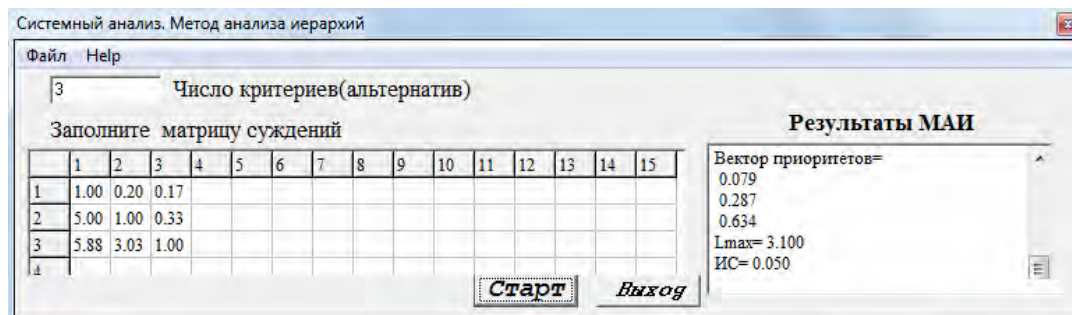 Системный анализ. Метод анализа иерархий
x
Файл Help
3 Число критериев(альтернатив)
Заполните матрицу суждений
1 2 3 4 5 6 7 8 9 10 11 12 13 14 15
1 1.00 0.20 0.17
2 5.00 1.00 0.33
3 5.88 3.03 1.00
4
Старт Выход
Результаты МАИ
Вектор приоритетов=
0.079
0.287
0.634
Lmax= 3.100
ИС= 0.050